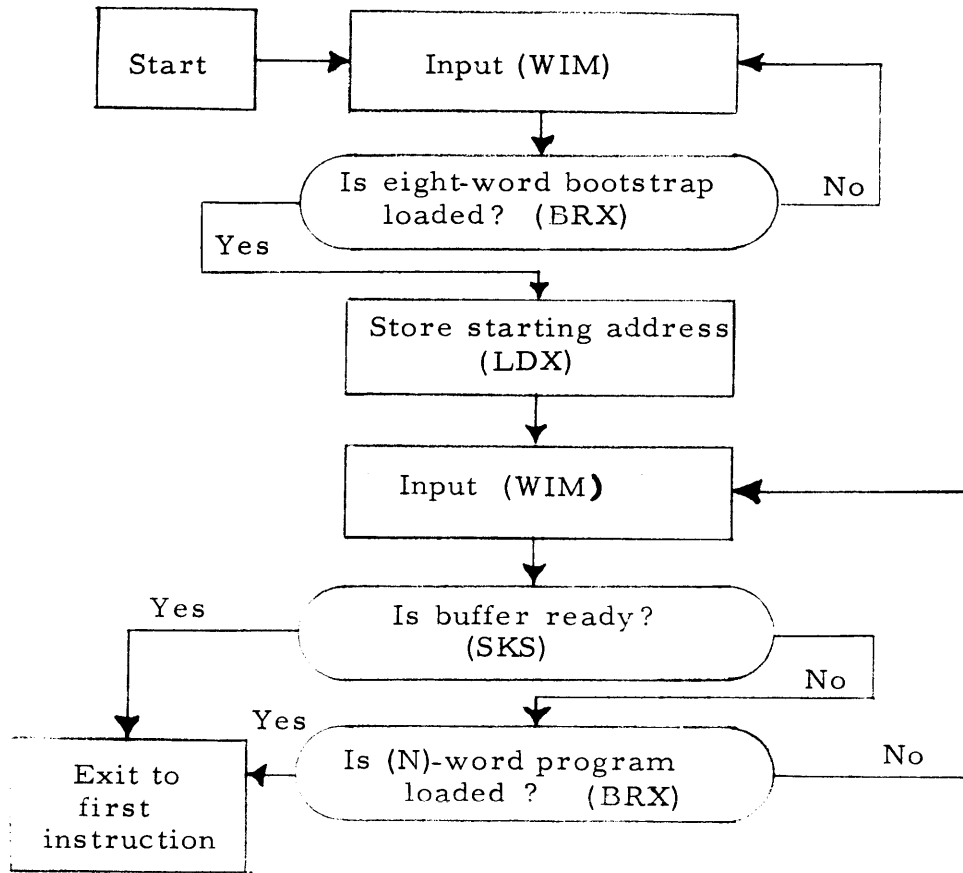 Start
Input (WIM)
Is eight-word bootstrap
loaded? (BRX)
No
Yes
Store starting address
(LDX)
Input (WIM)
Is buffer ready?
(SKS)
Yes
No
Is (N)-word program
loaded ? (BRX)
Yes
No
Exit to
first
instruction